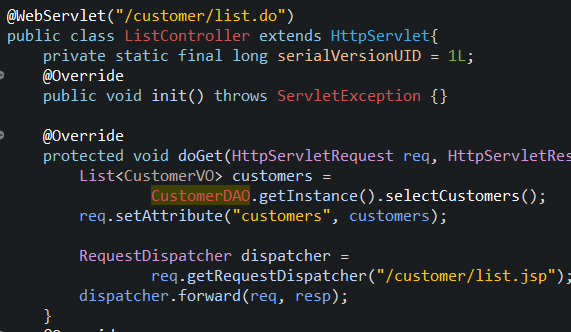 @WebServlet("/customer/list.do")
public class ListController extends HttpServlet{
private static final long serialVersionUID = 1L;
@Override
public void init() throws ServletException {}
@Override
protected void doGet(HttpServletRequest req, HttpServletRes
List<CustomerVO> customers =
CustomerDAO.getInstance().selectCustomers();
req.setAttribute("customers", customers);
RequestDispatcher dispatcher =
req.getRequestDispatcher("/customer/list.jsp");
dispatcher.forward(req, resp);
}
@Override